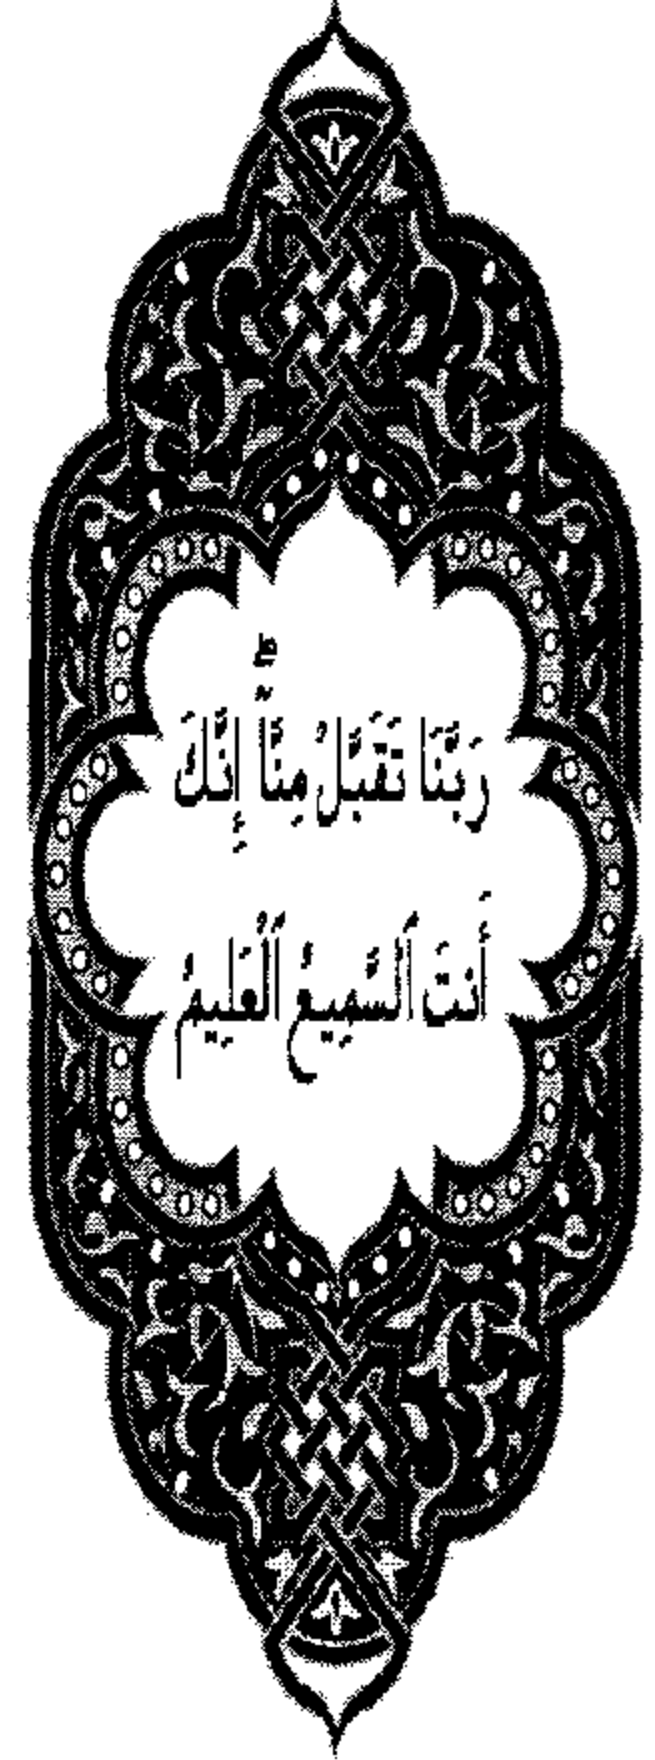 رَبَّنَا تَقَبَّلْ مِنَّآ ۖ إِنَّكَ
أَنتَ ٱلسَّمِيعُ ٱلْعَلِيمُ